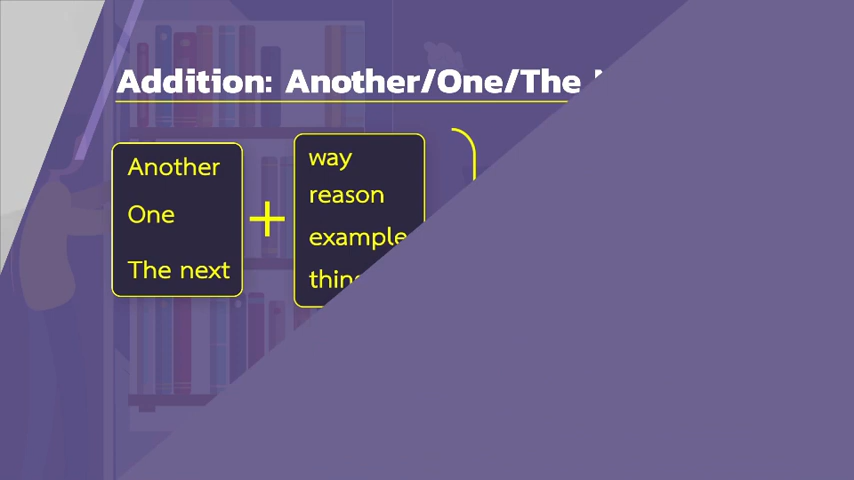 Addition: Another/One/The
Another
One
The next
+
way
reason
example